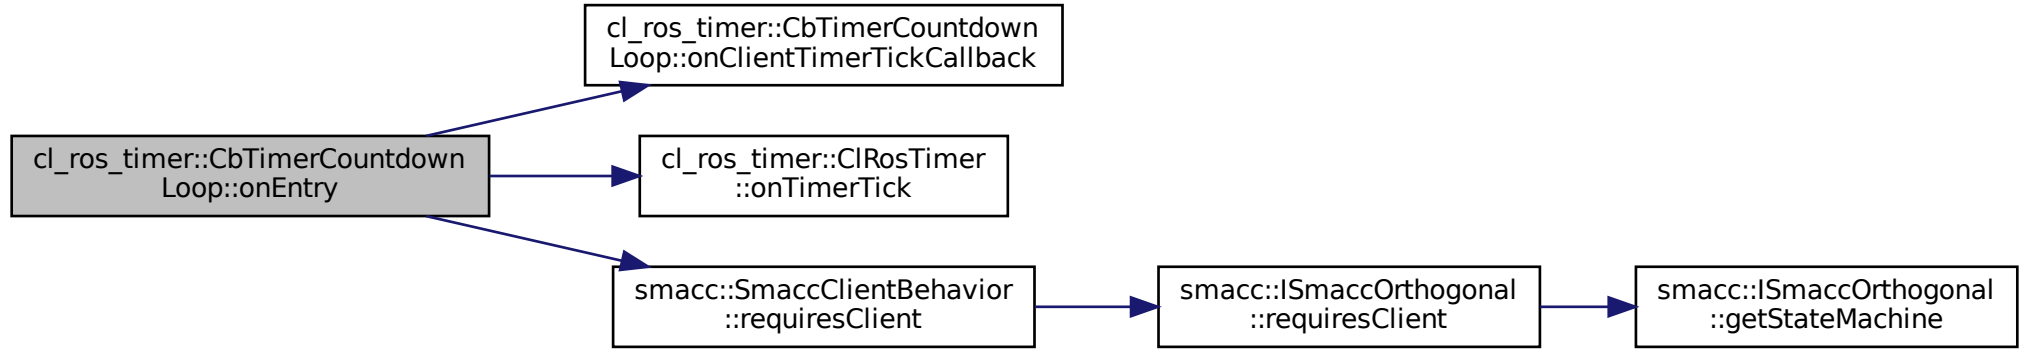 cl_ros_timer::CbTimerCountdown
Loop::onClientTimerTickCallback
cl_ros_timer::CbTimerCountdown
Loop::onEntry
cl_ros_timer::ClRosTimer
::onTimerTick
smacc::SmaccClientBehavior
::requiresClient
smacc::ISmaccOrthogonal
::requiresClient
smacc::ISmaccOrthogonal
::getStateMachine